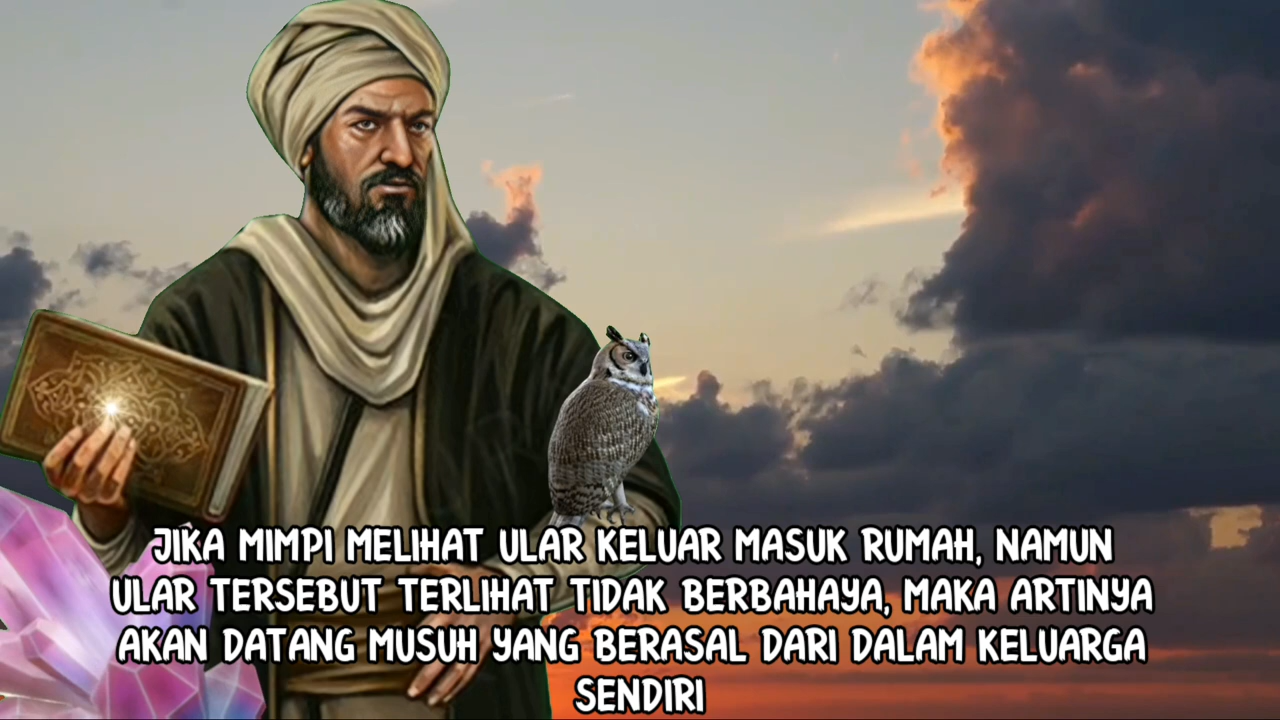 JIKA MIMPI MELIHAT ULAR KELUAR MASUK RUMAH, NAMUN
ULAR TERSEBUT TERLIHAT TIDAK BERBAHAYA, MAKA ARTINYA
AKAN DATANG MUSUH YANG BERASAL DARI DALAM KELUARGA
SENDIRI